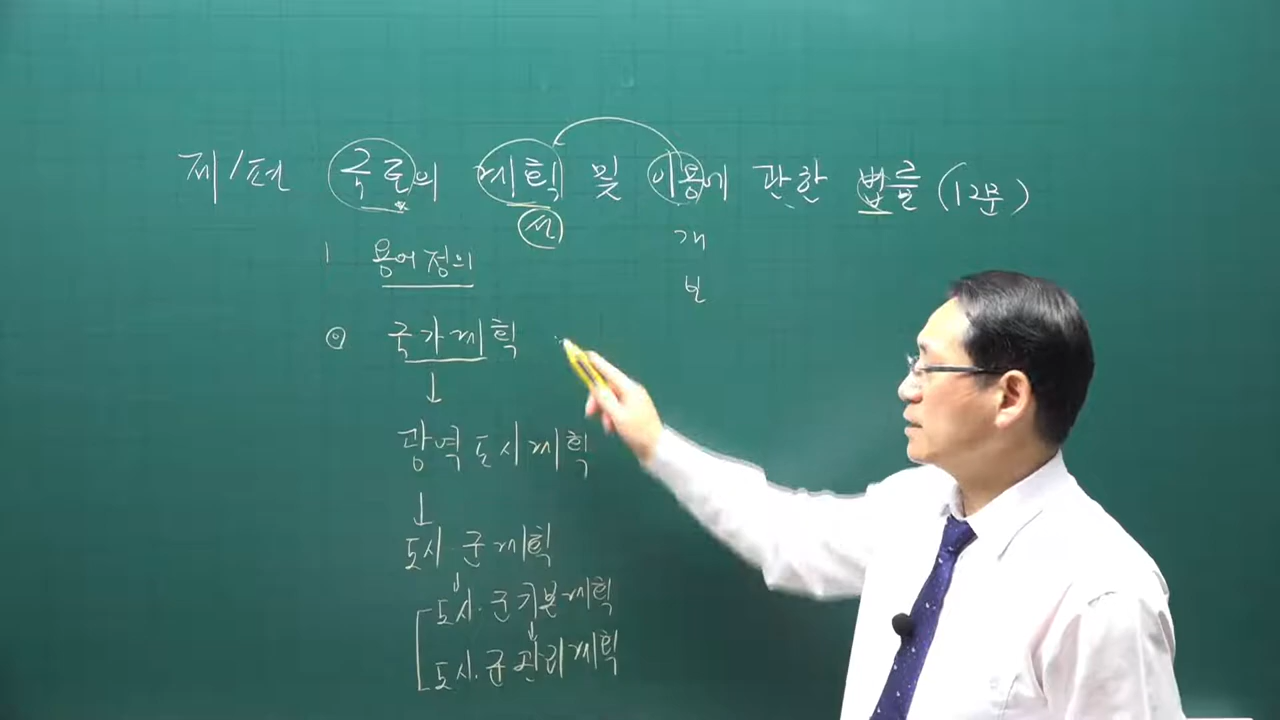 제1편 국토의 계획 및 이용에 관한 법률 (12문)
서
개
1 용어정의
보
◎ 국가계획
↓
광역도시계획
↓
도시·군계획
↓
도시·군기본계획
↓
도시·군관리계획